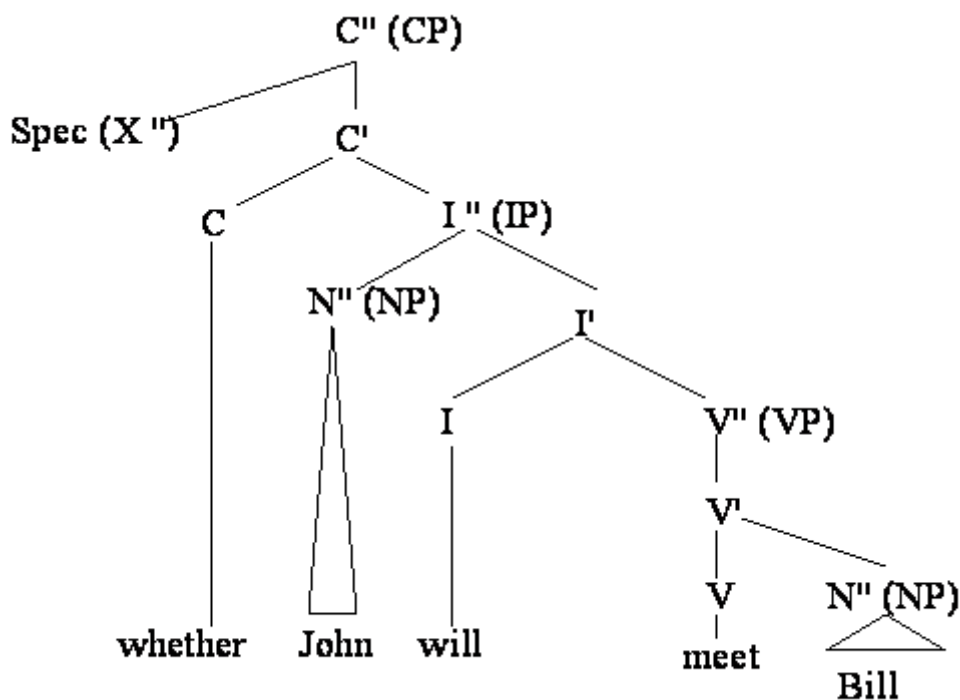 C" (CP)
Spec (X ")
C'
C
I " (IP)
N" (NP)
I'
I
V" (VP)
V'
V
N" (NP)
whether John will meet
Bill